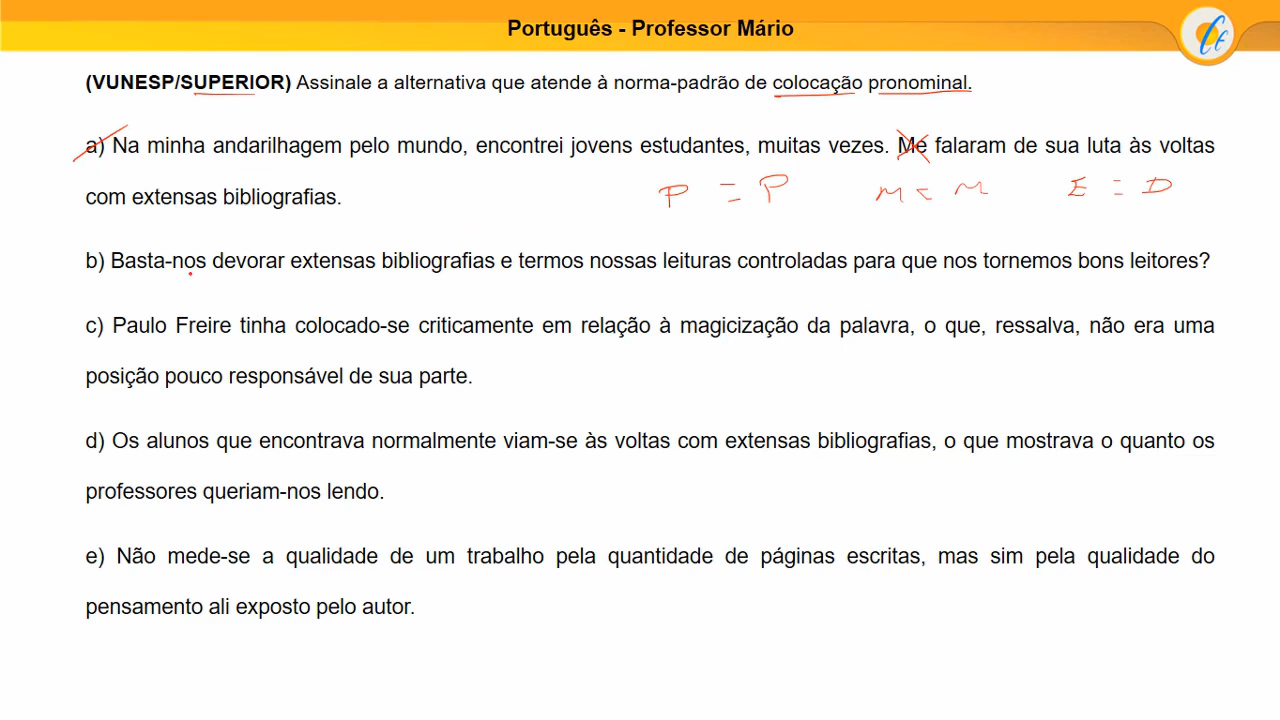 Português - Professor Mário
(VUNESP/SUPERIOR) Assinale a alternativa que atende à norma-padrão de colocação pronominal.
a) Na minha andarilhagem pelo mundo, encontrei jovens estudantes, muitas vezes. Me falaram de sua luta às voltas
com extensas bibliografias.
P = P M < M E = D
b) Basta-nos devorar extensas bibliografias e termos nossas leituras controladas para que nos tornemos bons leitores?
c) Paulo Freire tinha colocado-se criticamente em relação à magicização da palavra, o que, ressalva, não era uma
posição pouco responsável de sua parte.
d) Os alunos que encontrava normalmente viam-se às voltas com extensas bibliografias, o que mostrava o quanto os
professores queriam-nos lendo.
e) Não mede-se a qualidade de um trabalho pela quantidade de páginas escritas, mas sim pela qualidade do
pensamento ali exposto pelo autor.